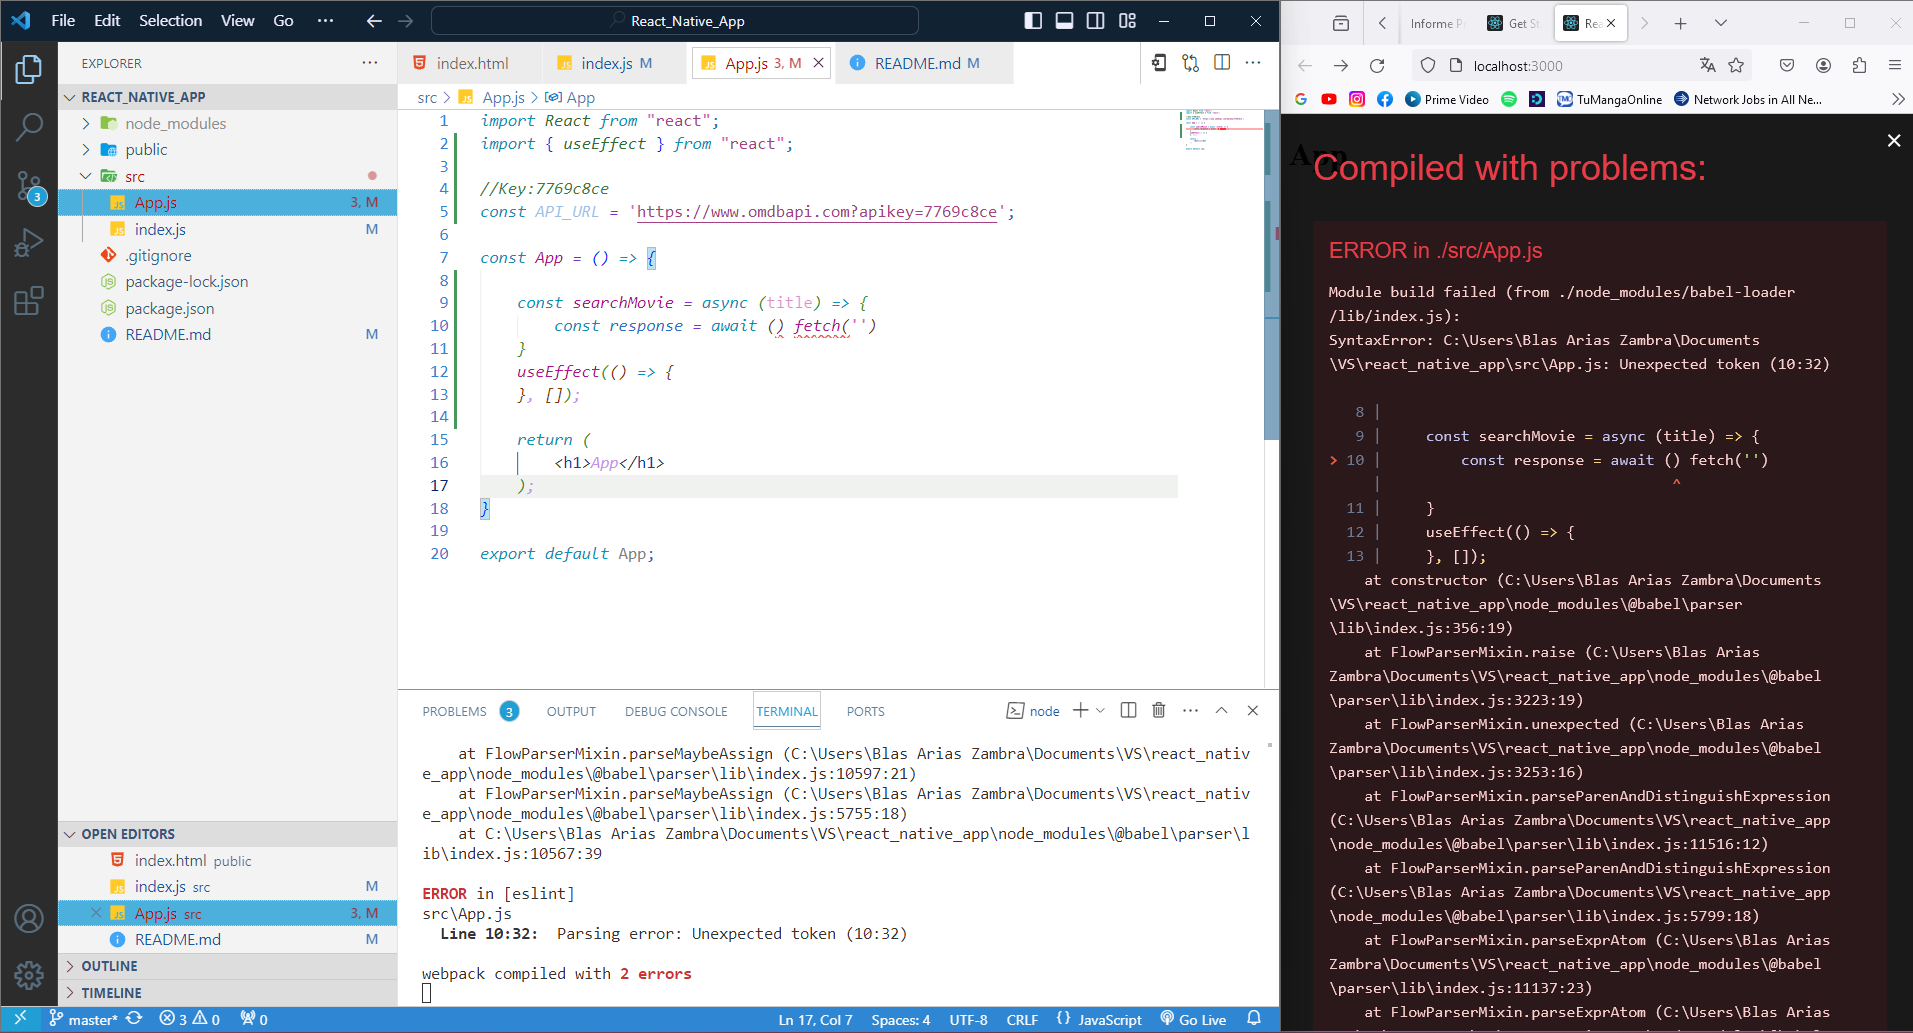 File Edit Selection View Go ··· React_Native_App
EXPLORER
REACT_NATIVE_APP
node_modules
public
src
App.js 3, M
index.js M
.gitignore
package-lock.json
package.json
README.md M
OPEN EDITORS
index.html public
index.js src M
App.js src 3, M
README.md M
OUTLINE
TIMELINE
3
index.html
index.js M
App.js 3, M
README.md M
src > App.js > App
1 import React from "react";
2 import { useEffect } from "react";
3
4 //Key:7769c8ce
5 const API_URL = 'https://www.omdbapi.com?apikey=7769c8ce';
6
7 const App = () => {
8
9 const searchMovie = async (title) => {
10 const response = await () fetch('')
11 }
12 useEffect(() => {
13 }, []);
14
15 return (
16 <h1>App</h1>
17 );
18 }
19
20 export default App;
PROBLEMS 3 OUTPUT DEBUG CONSOLE TERMINAL PORTS node
at FlowParserMixin.parseMaybeAssign (C:\Users\Blas Arias Zambra\Documents\VS\react_nativ
e_app\node_modules\@babel\parser\lib\index.js:10597:21)
at FlowParserMixin.parseMaybeAssign (C:\Users\Blas Arias Zambra\Documents\VS\react_nativ
e_app\node_modules\@babel\parser\lib\index.js:5755:18)
at C:\Users\Blas Arias Zambra\Documents\VS\react_native_app\node_modules\@babel\parser\l
ib\index.js:10567:39
ERROR in [eslint]
src\App.js
Line 10:32: Parsing error: Unexpected token (10:32)
webpack compiled with 2 errors
master* 3 0 0 Ln 17, Col 7 Spaces: 4 UTF-8 CRLF {} JavaScript Go Live
Informe P Get St Rea
localhost:3000
Prime Video TuMangaOnline Network Jobs in All Ne...
App
Compiled with problems:
ERROR in ./src/App.js
Module build failed (from ./node_modules/babel-loader
/lib/index.js):
SyntaxError: C:\Users\Blas Arias Zambra\Documents
\VS\react_native_app\src\App.js: Unexpected token (10:32)
8 |
9 | const searchMovie = async (title) => {
> 10 | const response = await () fetch('')
| ^
11 | }
12 | useEffect(() => {
13 | }, []);
at constructor (C:\Users\Blas Arias Zambra\Documents
\VS\react_native_app\node_modules\@babel\parser
\lib\index.js:356:19)
at FlowParserMixin.raise (C:\Users\Blas Arias
Zambra\Documents\VS\react_native_app\node_modules\@babel
\parser\lib\index.js:3223:19)
at FlowParserMixin.unexpected (C:\Users\Blas Arias
Zambra\Documents\VS\react_native_app\node_modules\@babel
\parser\lib\index.js:3253:16)
at FlowParserMixin.parseParenAndDistinguishExpression
(C:\Users\Blas Arias Zambra\Documents\VS\react_native_app
\node_modules\@babel\parser\lib\index.js:11516:12)
at FlowParserMixin.parseParenAndDistinguishExpression
(C:\Users\Blas Arias Zambra\Documents\VS\react_native_app
\node_modules\@babel\parser\lib\index.js:5799:18)
at FlowParserMixin.parseExprAtom (C:\Users\Blas Arias
Zambra\Documents\VS\react_native_app\node_modules\@babel
\parser\lib\index.js:11137:23)
at FlowParserMixin.parseExprAtom (C:\Users\Blas Arias